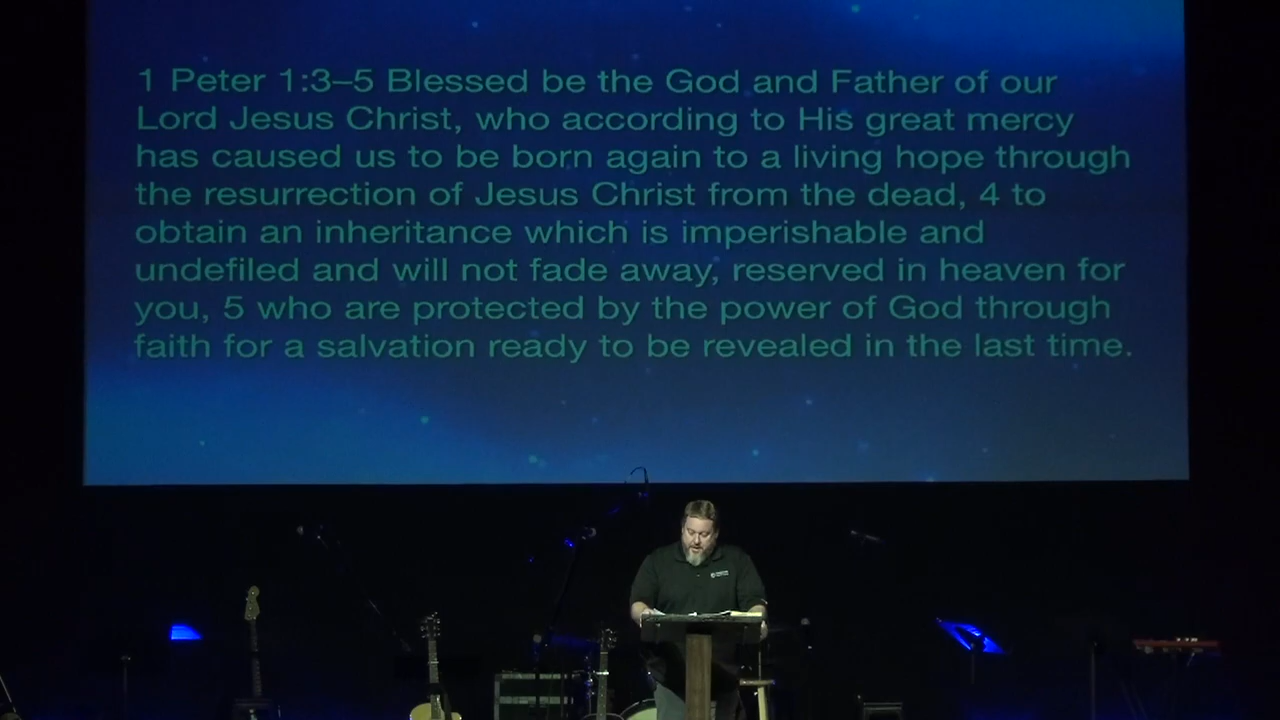 1 Peter 1:3–5 Blessed be the God and Father of our
Lord Jesus Christ, who according to His great mercy
has caused us to be born again to a living hope through
the resurrection of Jesus Christ from the dead, 4 to
obtain an inheritance which is imperishable and
undefiled and will not fade away, reserved in heaven for
you, 5 who are protected by the power of God through
faith for a salvation ready to be revealed in the last time.